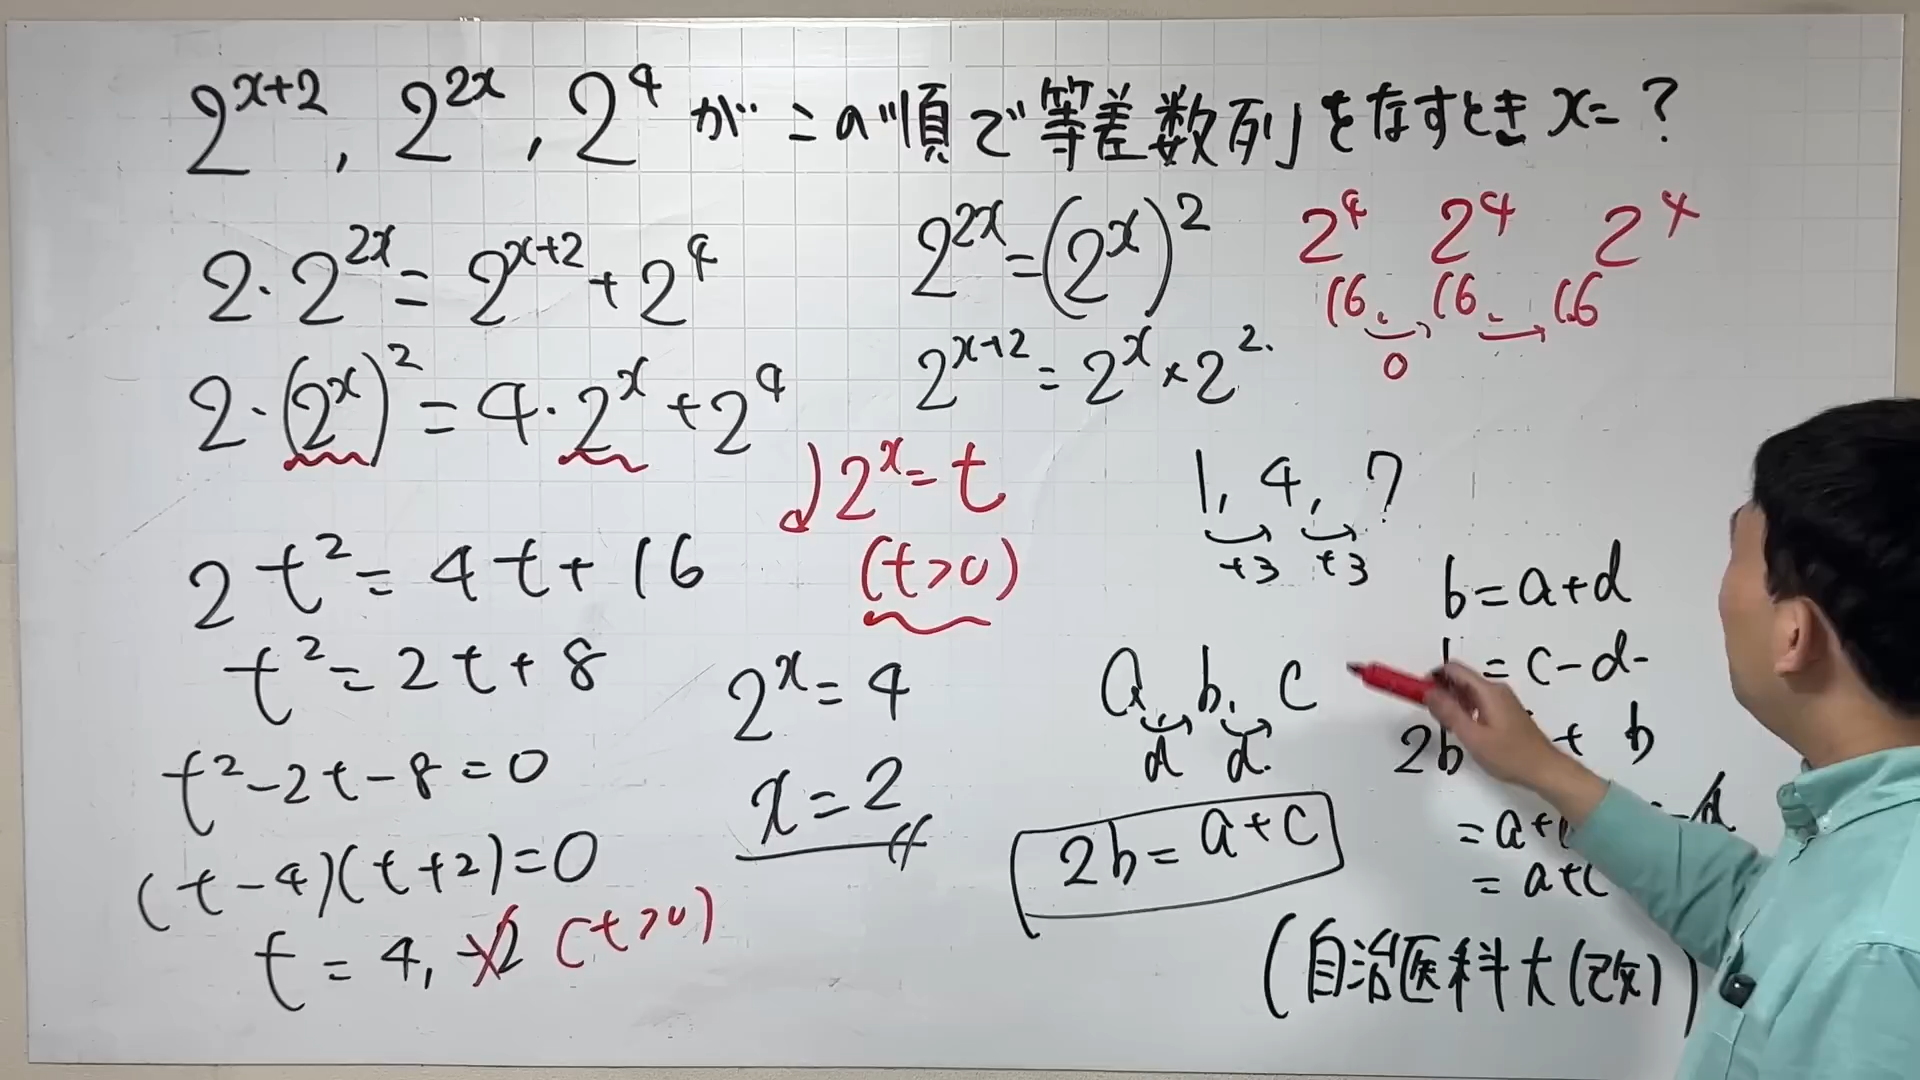 2^{x+2}, 2^{2x}, 2^4 がこの順で等差数列をなすとき x=?
2・2^{2x} = 2^{x+2} + 2^4
2・(2^x)^2 = 4・2^x + 2^4
2^x = t
(t>0)
2t^2 = 4t + 16
t^2 = 2t + 8
t^2 - 2t - 8 = 0
(t-4)(t+2) = 0
t = 4, -2 (t>0)
2^x = 4
x = 2
2^{2x} = (2^x)^2
2^{x+2} = 2^x × 2^2.
2^4 2^4 2^4
16, 16, 16
0
1, 4, 7
+3 +3
a, b, c
d d.
2b = a+c
b = a+d
= c-d
2b + b
= a+ - d
= a+c
(自治医科大(改))